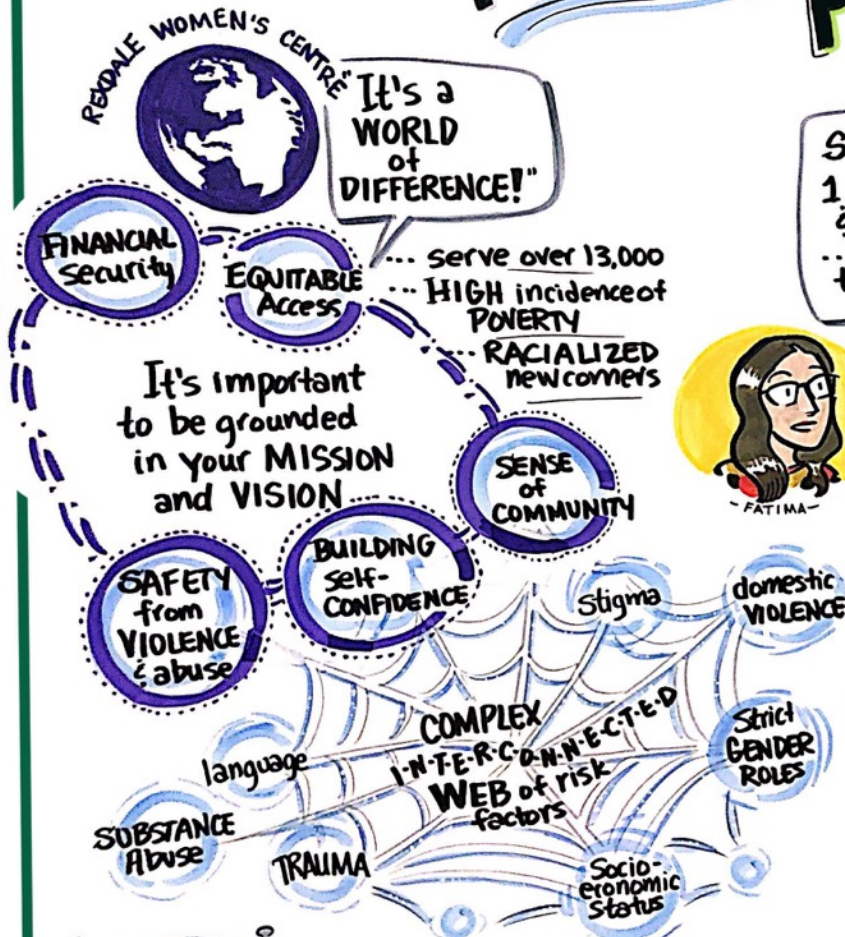 REXDALE WOMEN'S CENTRE
"It's a
WORLD
of
DIFFERENCE!"
FINANCIAL
Security
EQUITABLE
Access
... serve over 13,000
... HIGH incidence of
POVERTY
... RACIALIZED
newcomers
It's important
to be grounded
in your MISSION
and VISION
SENSE
of
COMMUNITY
-FATIMA-
BUILDING
Self-
CONFIDENCE
SAFETY
from
VIOLENCE
& abuse
Stigma
domestic
VIOLENCE
COMPLEX
I-N-T-E-R-C-O-N-N-E-C-T-E-D
WEB of risk
factors
Strict
GENDER
ROLES
language
SUBSTANCE
Abuse
TRAUMA
Socio-
economic
Status